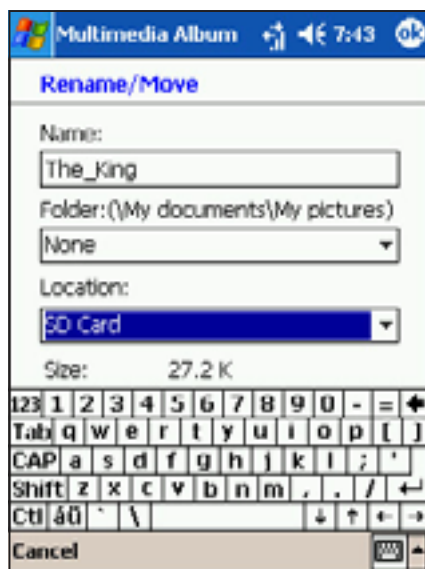 Multimedia Album 7:43 ok
Rename/Move
Name:
The_King
Folder:(\My documents\My pictures)
None
Location:
SD Card
Size: 27.2 K
123 1 2 3 4 5 6 7 8 9 0 - =
Tab q w e r t y u i o p [ ]
CAP a s d f g h j k l ; '
Shift z x c v b n m , . /
Ctl áü ` \
Cancel